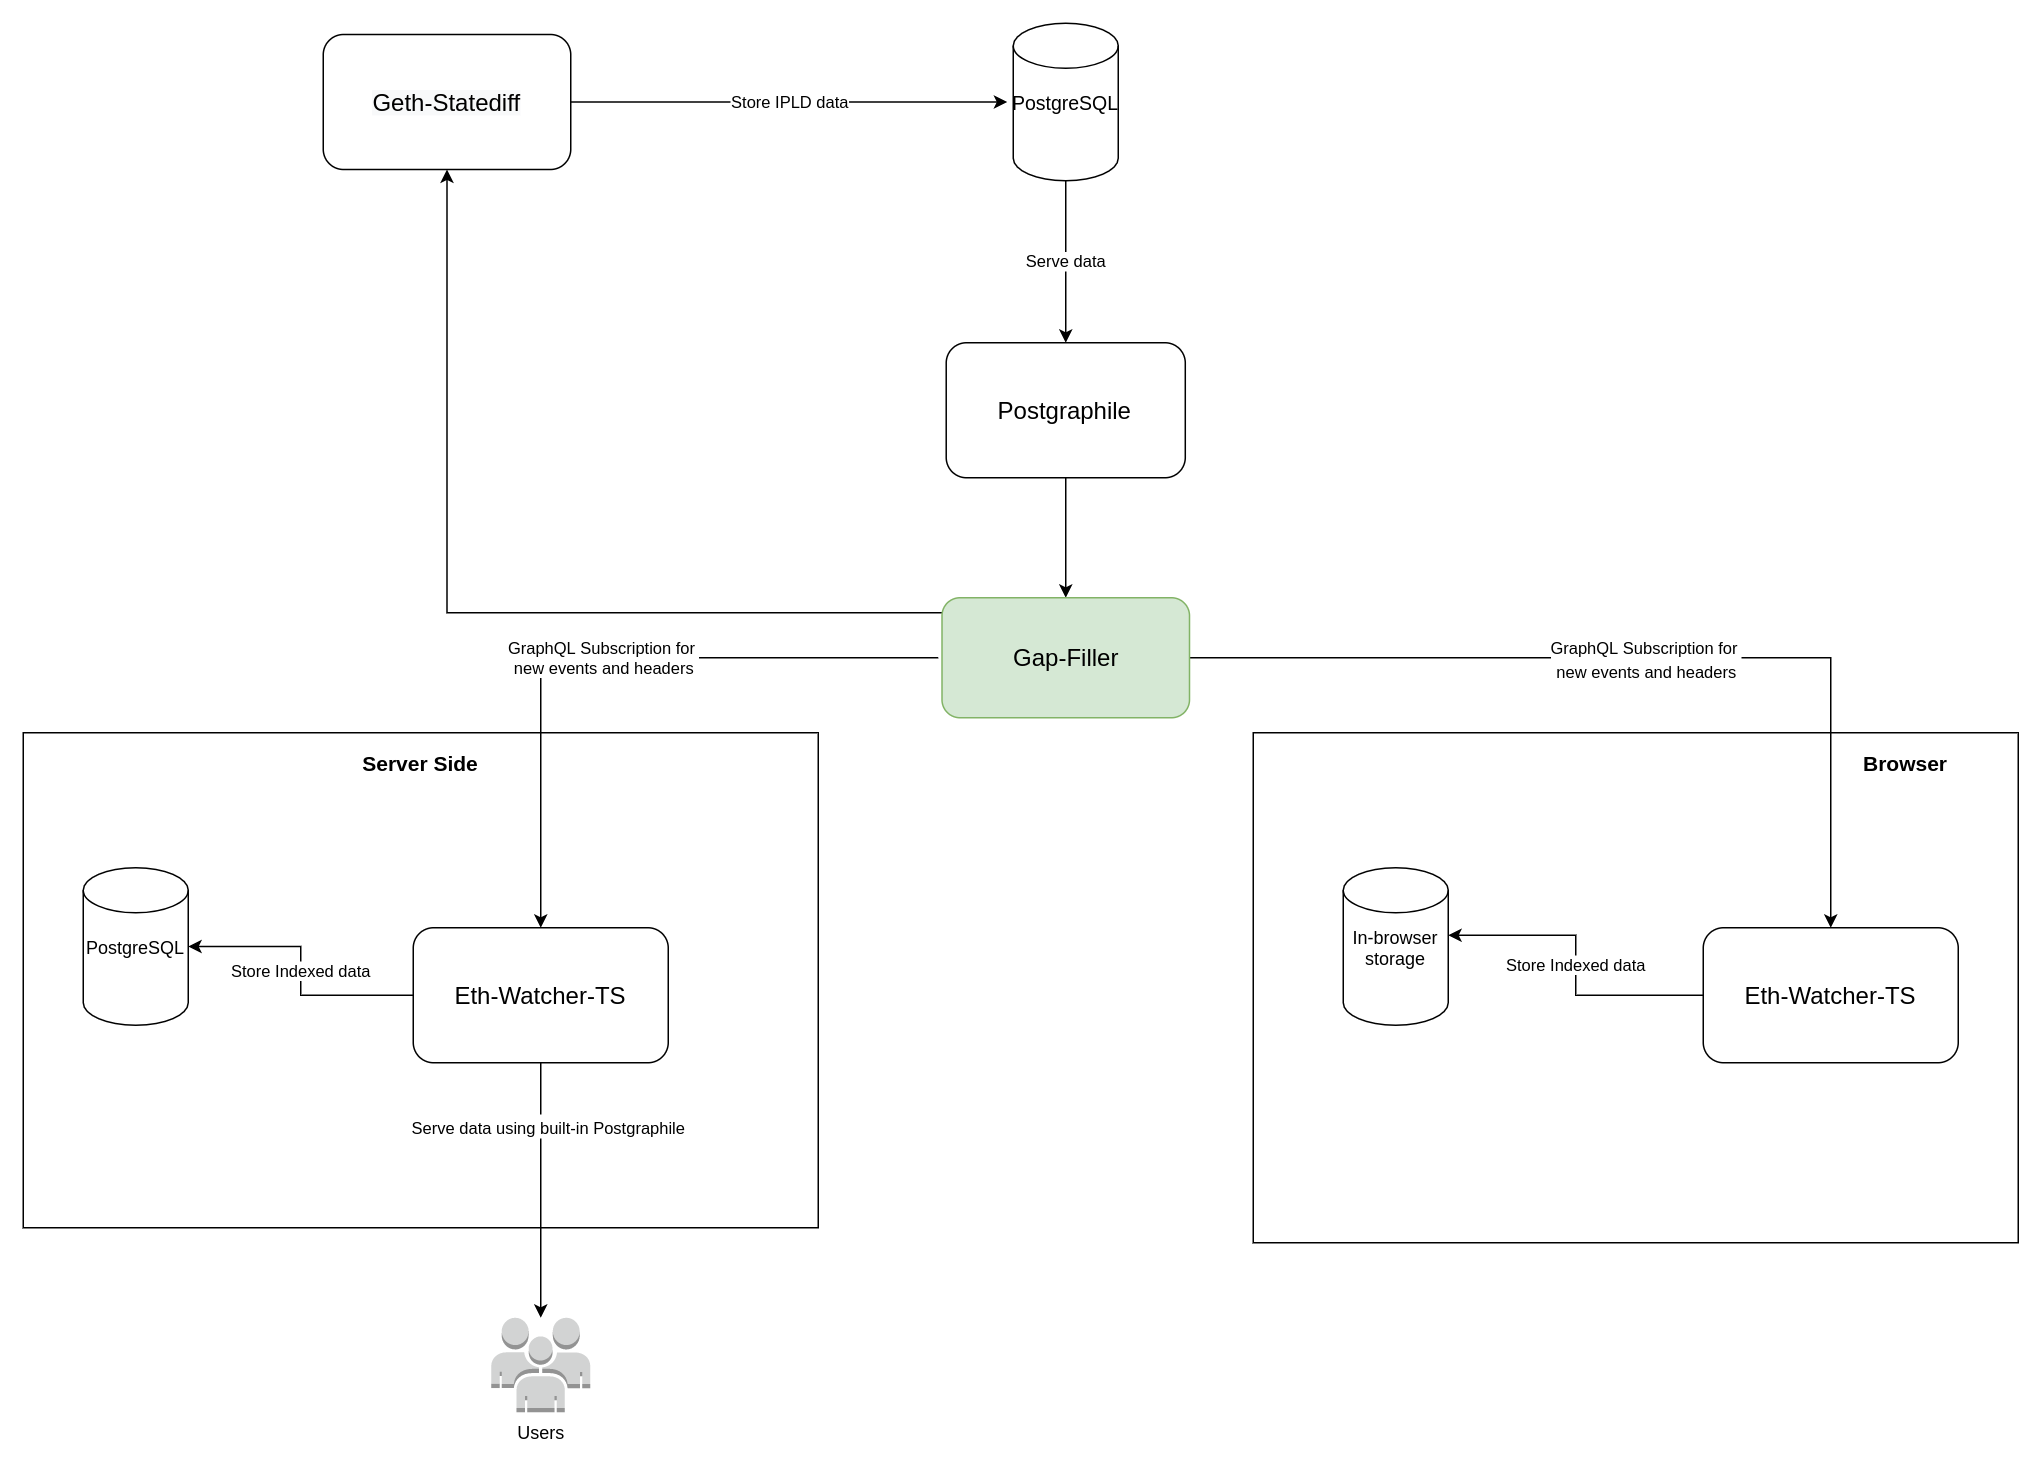 Geth-Statediff
Store IPLD data
PostgreSQL
Serve data
Postgraphile
Gap-Filler
GraphQL Subscription for
new events and headers
GraphQL Subscription for
new events and headers
Server Side
PostgreSQL
Store Indexed data
Eth-Watcher-TS
Serve data using built-in Postgraphile
Users
Browser
In-browser
storage
Store Indexed data
Eth-Watcher-TS